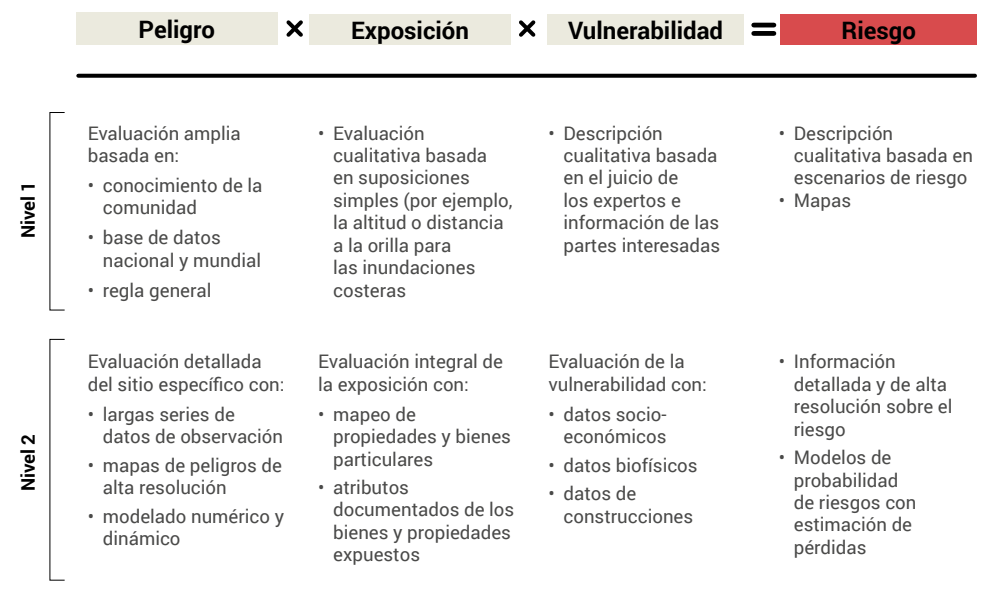 Peligro × Exposición × Vulnerabilidad = Riesgo
Nivel 1
Evaluación amplia
basada en:
• conocimiento de la
comunidad
• base de datos
nacional y mundial
• regla general
• Evaluación
cualitativa basada
en suposiciones
simples (por ejemplo,
la altitud o distancia
a la orilla para
las inundaciones
costeras
• Descripción
cualitativa basada
en el juicio de
los expertos e
información de las
partes interesadas
• Descripción
cualitativa basada en
escenarios de riesgo
• Mapas
Nivel 2
Evaluación detallada
del sitio específico con:
• largas series de
datos de observación
• mapas de peligros de
alta resolución
• modelado numérico y
dinámico
Evaluación integral de
la exposición con:
• mapeo de
propiedades y bienes
particulares
• atributos
documentados de los
bienes y propiedades
expuestos
Evaluación de la
vulnerabilidad con:
• datos socio-
económicos
• datos biofísicos
• datos de
construcciones
• Información
detallada y de alta
resolución sobre el
riesgo
• Modelos de
probabilidad
de riesgos con
estimación de
pérdidas